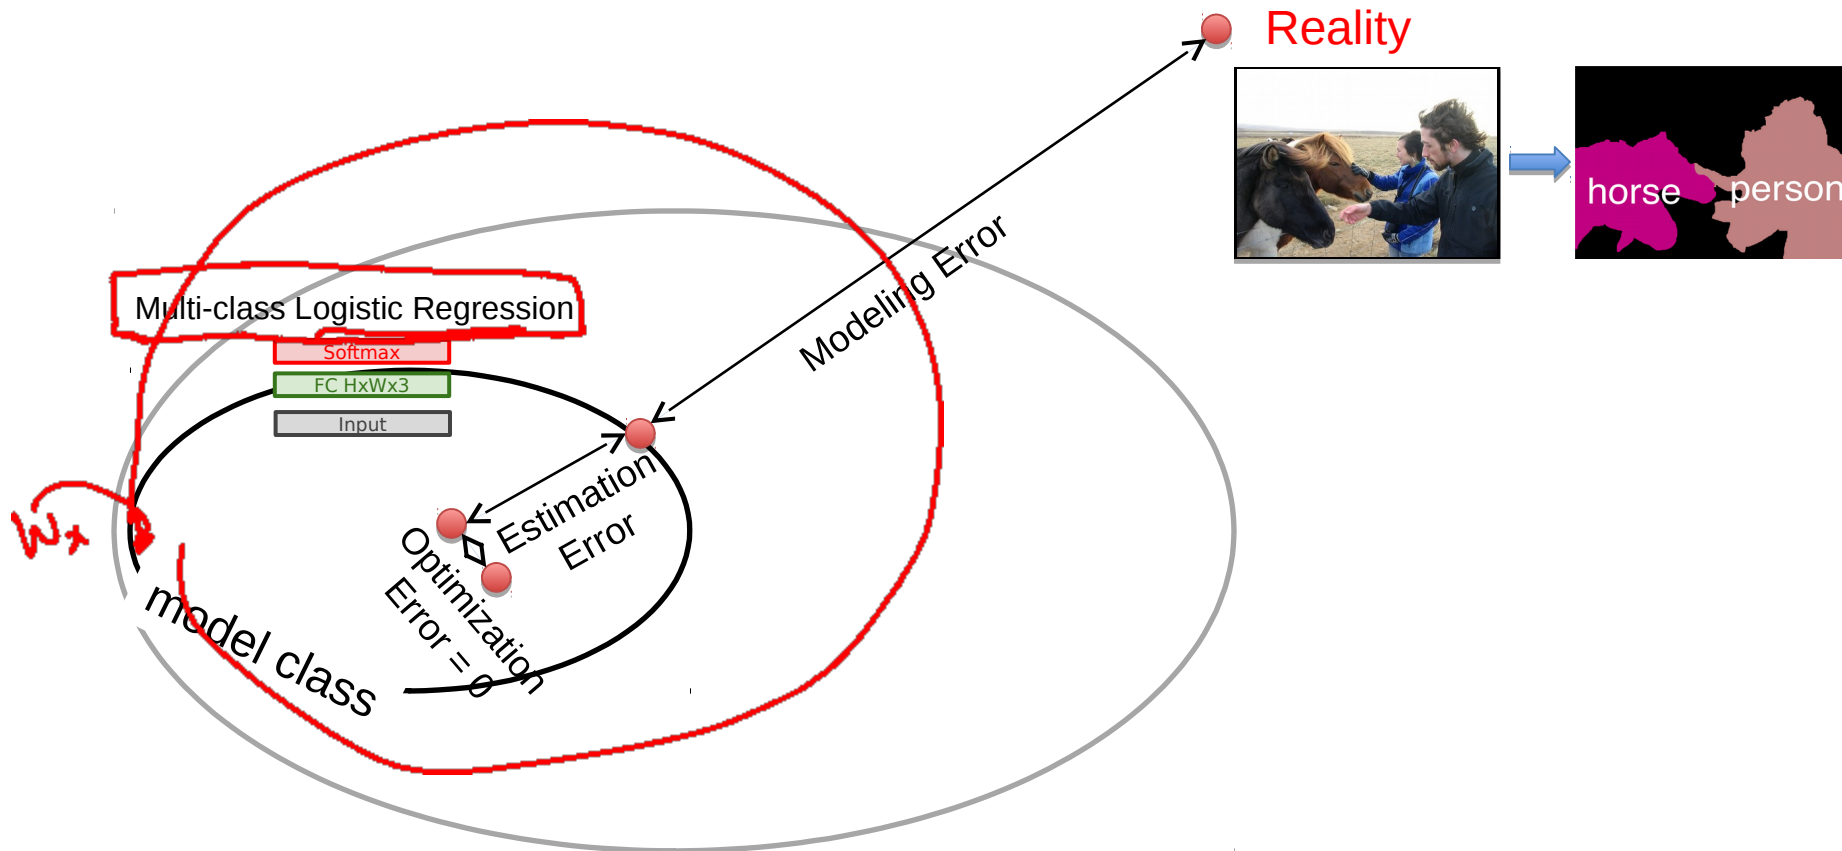 Reality
horse
person
Modeling Error
Multi-class Logistic Regression
Softmax
FC HxWx3
Input
Estimation
Error
Optimization
Error = 0
model class
Wx